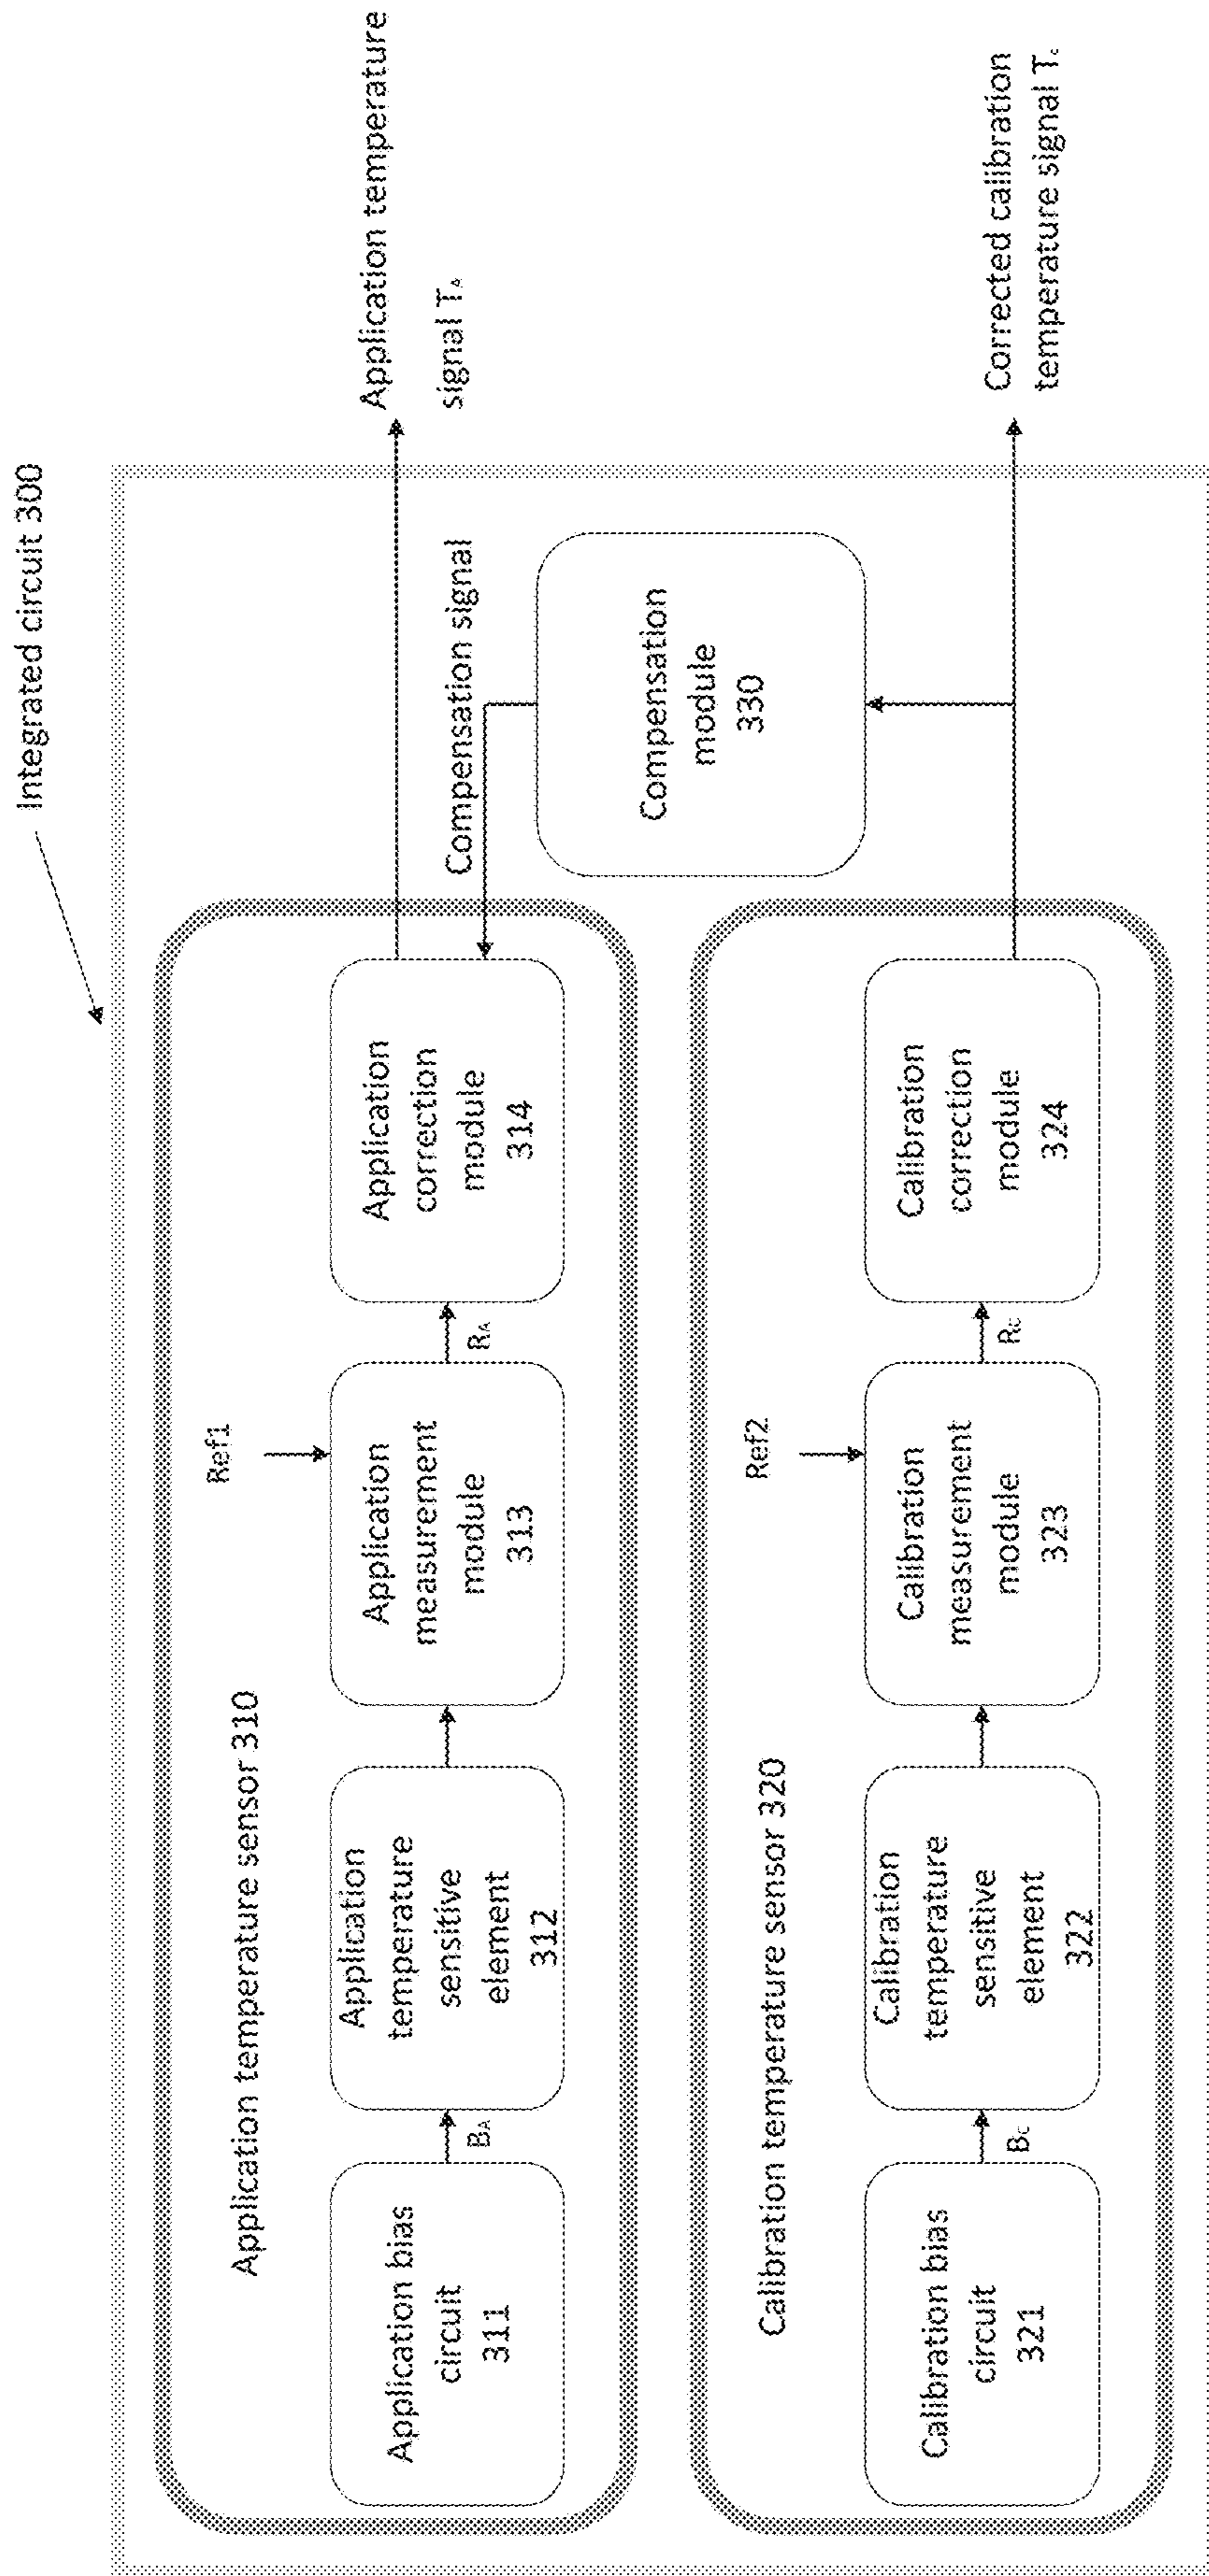 Integrated circuit 300
Application temperature sensor 310
Application bias
circuit
311
BA
Application
temperature
sensitive
element
312
Ref1
Application
measurement
module
313
RA
Application
correction
module
314
Compensation signal
Application temperature
signal TA
Compensation
module
330
Calibration temperature sensor 320
Calibration bias
circuit
321
BC
Calibration
temperature
sensitive
element
322
Ref2
Calibration
measurement
module
323
RC
Calibration
correction
module
324
Corrected calibration
temperature signal Tc